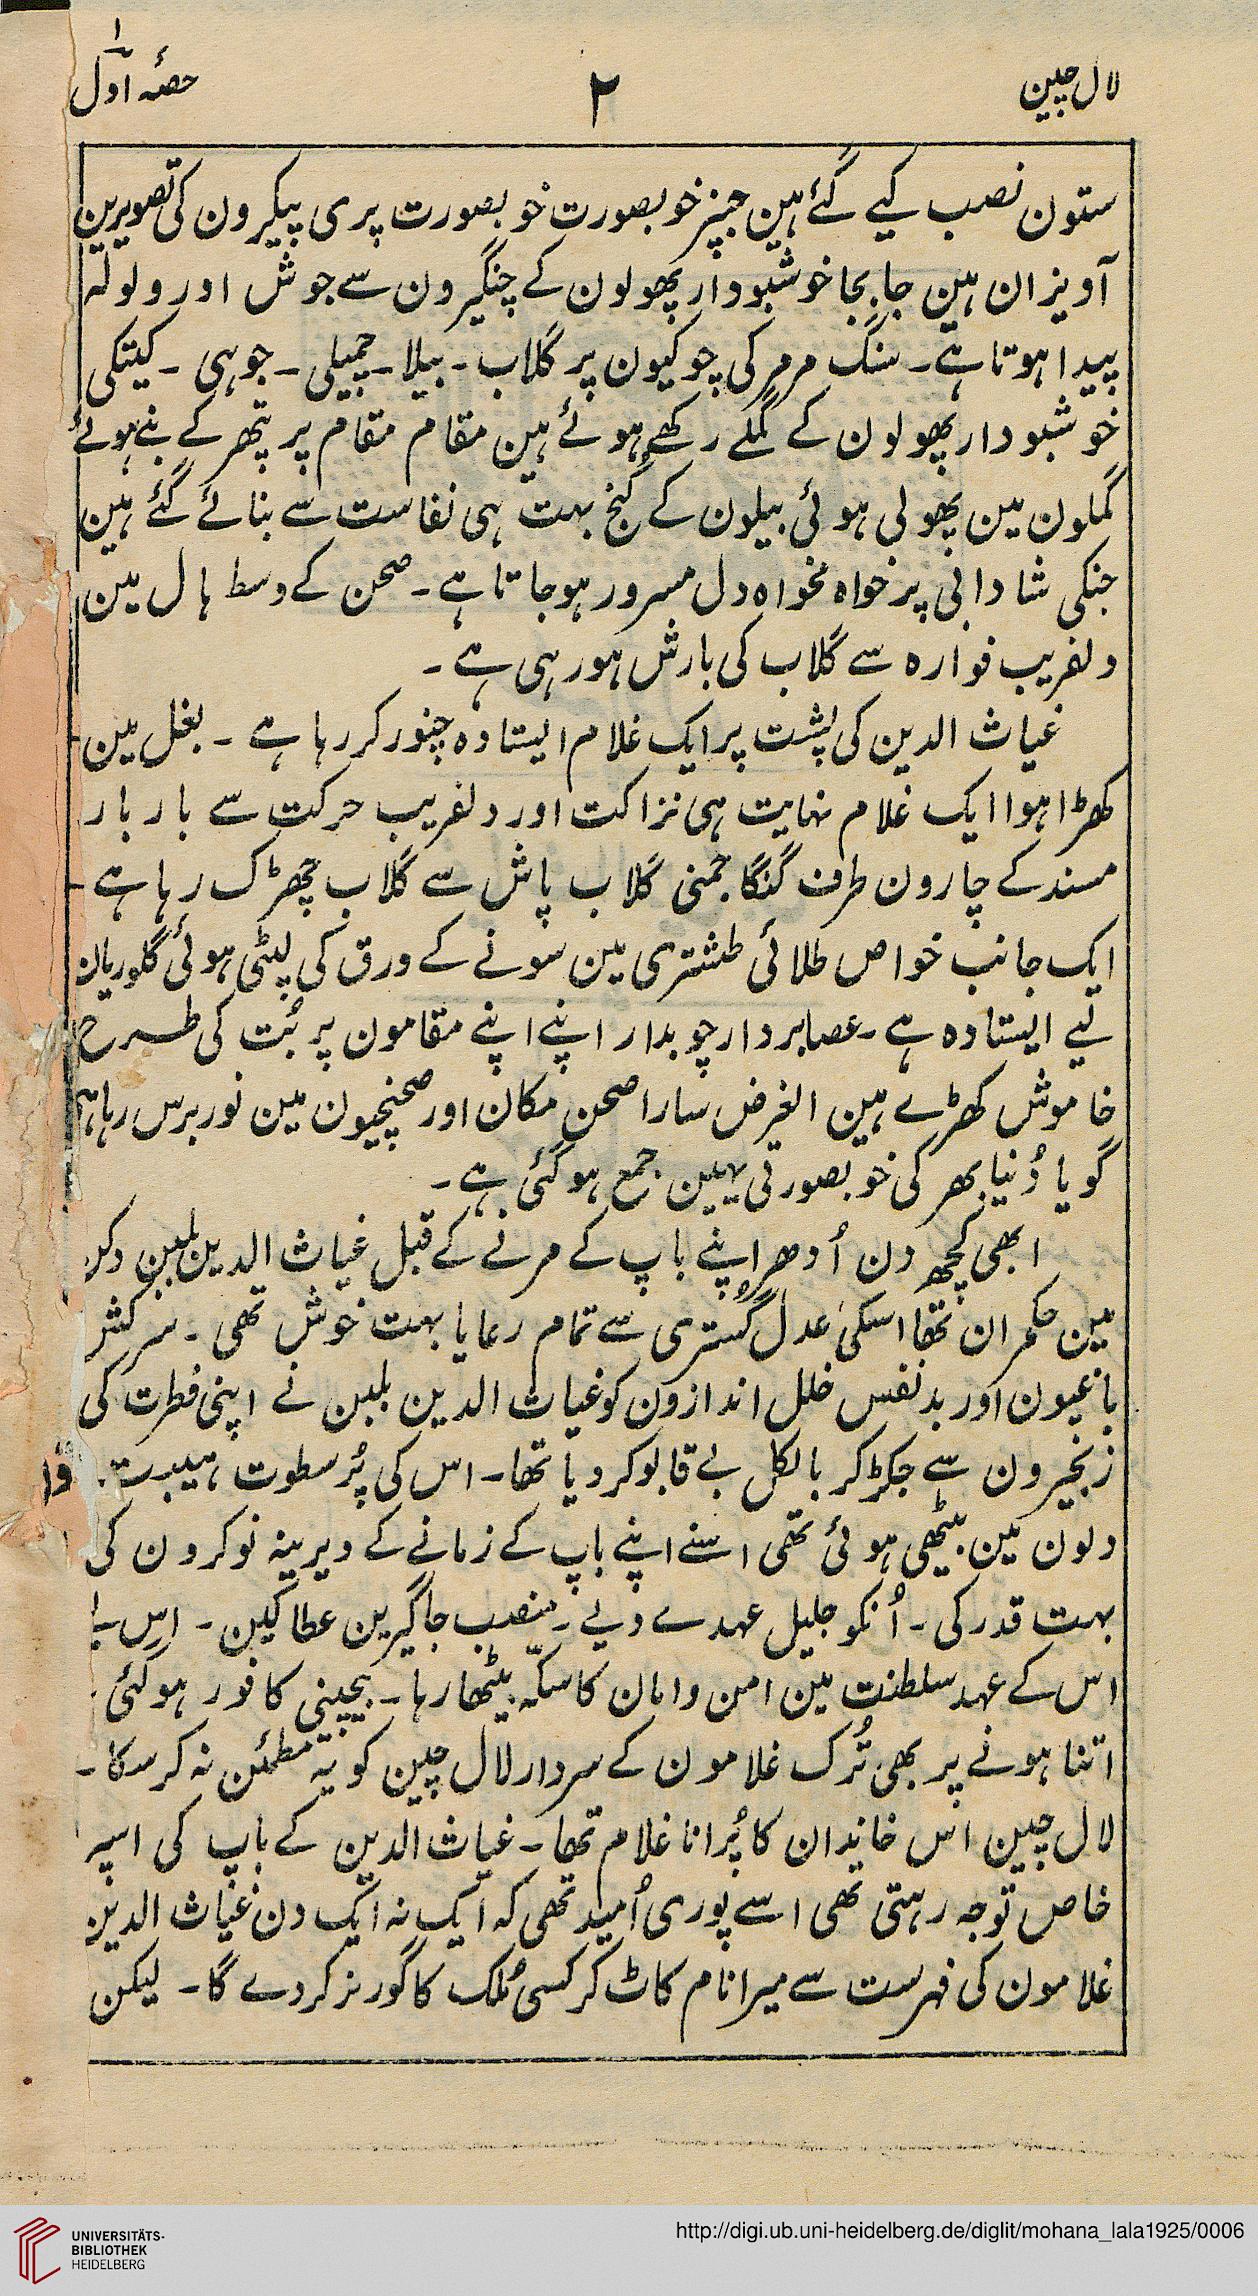 لال چین
۲
حصّہ اول
ستون نصب کیے گئے ہین جنپر خوبصورت خوبصورت پری پیکرون کی تصویرین
آویزان ہین جابجا خوشبودار پھولون کے چنگیرون سے جوش اور ولولہ
پیدا ہوتا ہے۔ سنگ مرمر کی چوکیون پر گلاب۔ بیلا۔ چمبیلی۔ جوہی۔ کیتکی
خوشبودار پھولون کے گملے رکھے ہوئے ہین مقام مقام پر پتھر کے بنے ہوئے
گملون مین پھولی ہوئی بیلون کے کُنج بہت ہی نفاست سے بنائے گئے ہین
جنکی شادابی پر خواہ مخواہ دل مسرور ہوجاتا ہے۔ صحن کے وسط ہال مین
دلفریب فوارہ سے گلاب کی بارش ہورہی ہے۔
غیاث الدین کی پشت پر ایک غلام ایستادہ چنور کررہا ہے۔ بغل مین
کھڑا ہوا ایک غلام نہایت ہی نزاکت اور دلفریب حرکت سے بار بار
مسند کے چارون طرف گنگا جمنی گلاب پاش سے گلاب چھڑک رہا ہے۔
ایک جانب خواص طلائی طشتری مین سونے کے ورق کی لپٹی ہوئی گلوریان
لیے ایستادہ ہے۔ عصابردار چوبدار اپنے اپنے مقامون پر بُت کی طرح
خاموش کھڑے ہین الغرض سارا صحن مکان اور صحنچیون مین نور برس رہا ہے
گویا دُنیا بھر کی خوبصورتی یہین جمع ہوگئی ہے۔
ابھی کچھ دن اُودھر اپنے باپ کے مرنے کے قبل غیاث الدین بلبن دکن
مین حکمران تھا اسکی عدل گُستری سے تمام رعایا بہت خوش تھی۔ سرکش
باغیون اور بدنفس خلل اندازون کو غیاث الدین بلبن نے اپنی فطرت کی
زنجیرون سے جکڑ کر بالکل بے قابو کردیا تھا۔ اس کی پُر سطوت ہیبت
دلون مین بیٹھی ہوئی تھی اسنے اپنے باپ کے زمانے کے دیرینہ نوکرون کی
بہت قدر کی۔ اُنکو جلیل عہدے دیے۔ منصب جاگیرین عطا کین۔ اس
اس کے عہد سلطنت مین امن وامان کا سکّہ بیٹھا رہا۔ بیچینی کافور ہوگئی
اتنا ہونے پر بھی تُرک غلامون کے سردار لال چین کو یہ مطمئن نہ کرسکا۔
لال چین اس خاندان کا پُرانا غلام تھا۔ غیاث الدین کے باپ کی اسپر
خاص توجہ رہتی تھی اسے پوری اُمید تھی کہ ایک نہ ایک دن غیاث الدین
غلامون کی فہرست سے میرا نام کاٹ کر کسی مُلک کا گورنر کردے گا۔ لیکن
UNIVERSITÄTS-
BIBLIOTHEK
HEIDELBERG
http://digi.ub.uni-heidelberg.de/diglit/mohana_lala1925/0006